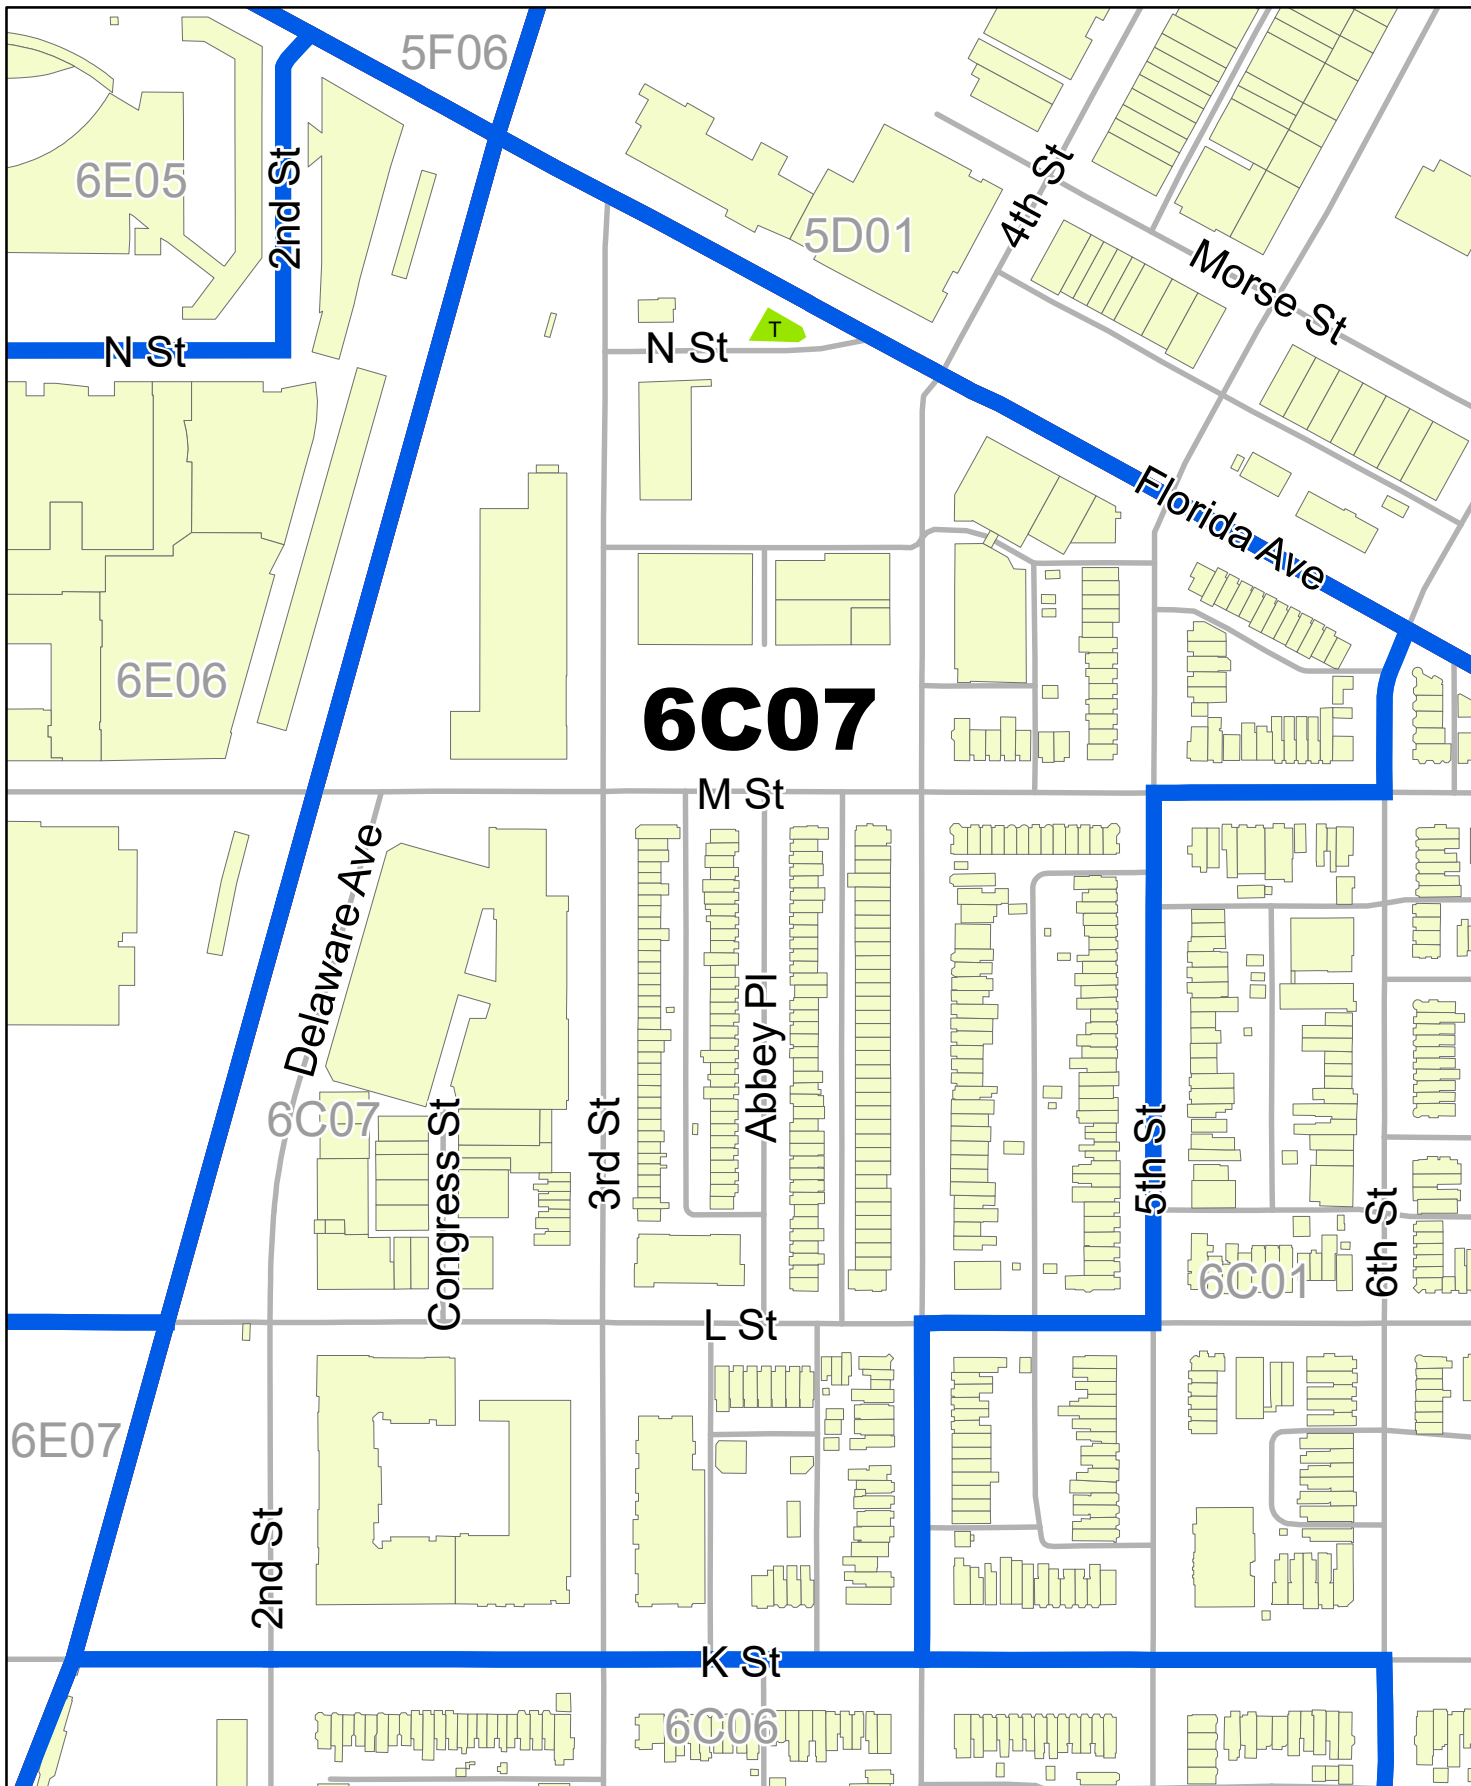 5F06
6E05
2nd St
5D01
4th St
Morse St
N St
N St
T
Florida Ave
6E06
6C07
M St
Delaware Ave
Abbey Pl
6C07
Congress St
3rd St
5th St
6th St
6C01
L St
6E07
2nd St
K St
6C06